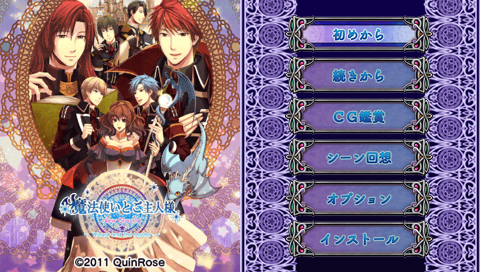 魔法使いとご主人様
©2011 QuinRose
初めから
続きから
CG鑑賞
シーン回想
オプション
インストール